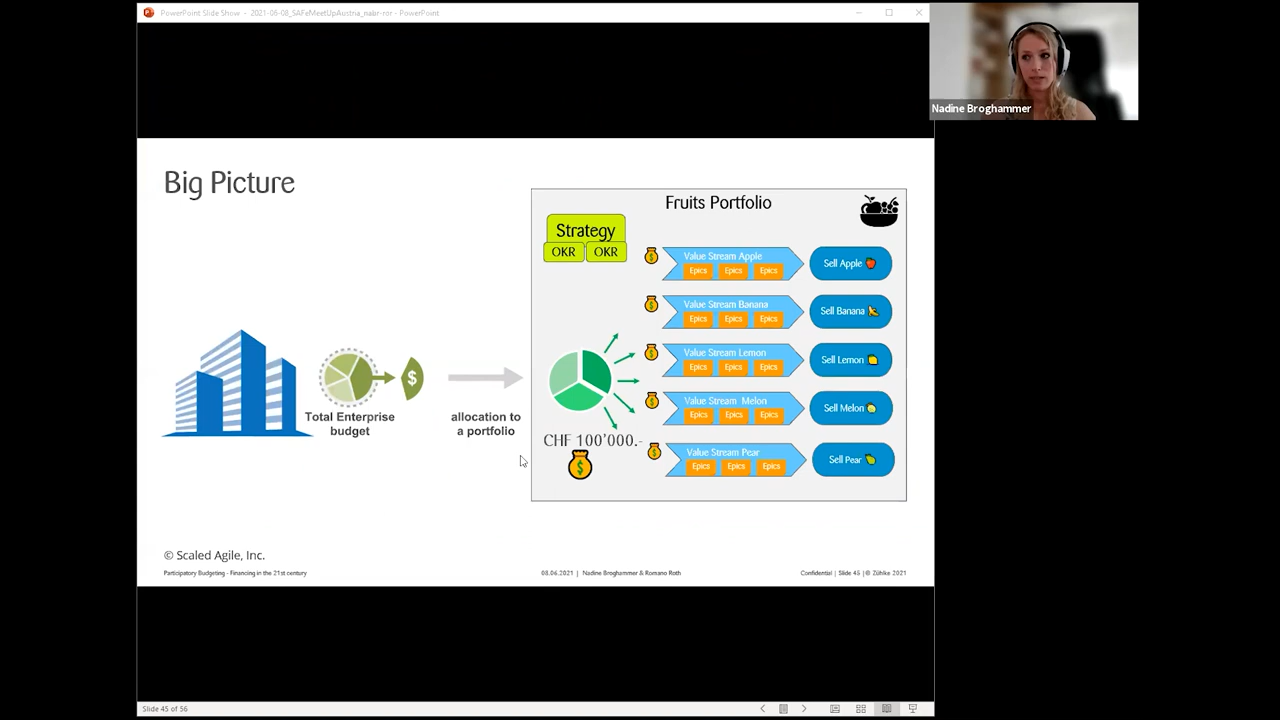 PowerPoint Slide Show - 2021-06-08_SAFeMeetUpAustria_nabr-ror - PowerPoint
Nadine Broghammer
Big Picture
Fruits Portfolio
Strategy
OKR OKR
Value Stream Apple
Epics Epics Epics
Sell Apple
Value Stream Banana
Epics Epics Epics
Sell Banana
Value Stream Lemon
Epics Epics Epics
Sell Lemon
Value Stream Melon
Epics Epics Epics
Sell Melon
Value Stream Pear
Epics Epics Epics
Sell Pear
$
Total Enterprise
budget
allocation to
a portfolio
CHF 100'000.-
© Scaled Agile, Inc.
Participatory Budgeting - Financing in the 21st century
08.06.2021 | Nadine Broghammer & Romano Roth
Confidential | Slide 45 | © Zühlke 2021
Slide 45 of 56